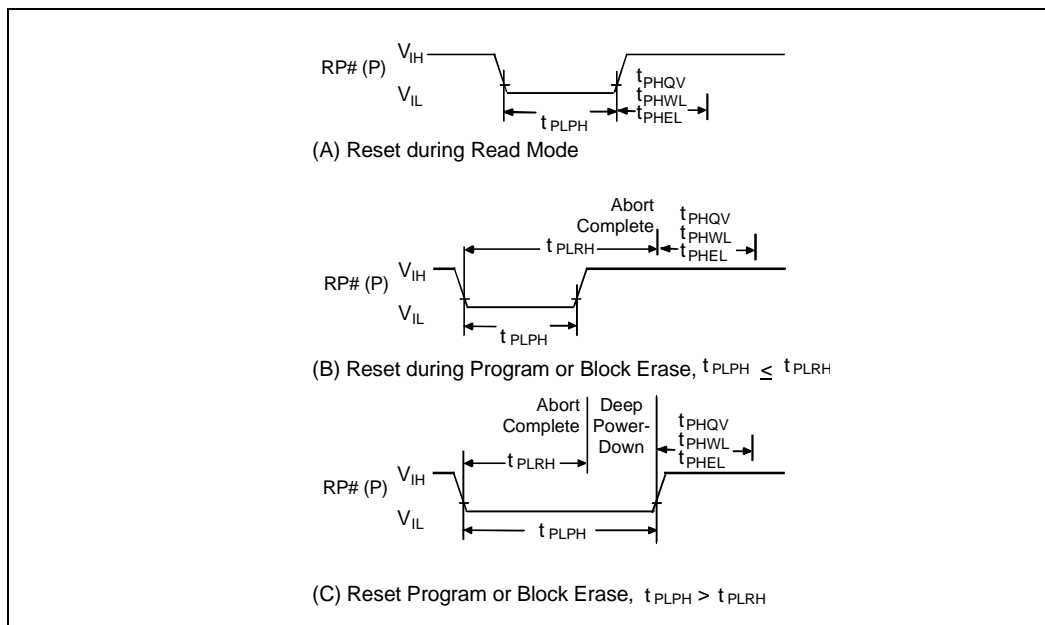 V_IH
RP# (P)
V_IL
t_PHQV
t_PHWL
t_PHEL
t_PLPH
(A) Reset during Read Mode
Abort
Complete
t_PHQV
t_PHWL
t_PHEL
t_PLRH
V_IH
RP# (P)
V_IL
t_PLPH
(B) Reset during Program or Block Erase, t_PLPH ≤ t_PLRH
Abort
Complete
Deep
Power-
Down
t_PHQV
t_PHWL
t_PHEL
t_PLRH
V_IH
RP# (P)
V_IL
t_PLPH
(C) Reset Program or Block Erase, t_PLPH > t_PLRH